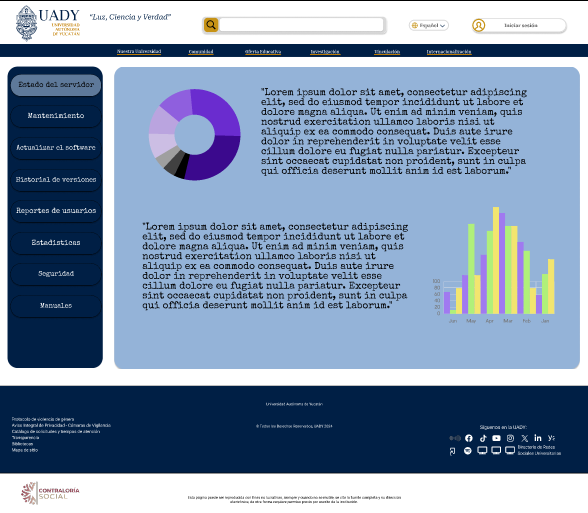 UADY
UNIVERSIDAD
AUTÓNOMA
DE YUCATÁN
"Luz, Ciencia y Verdad"
Español
Iniciar sesión
Nuestra Universidad
Comunidad
Oferta Educativa
Investigación
Vinculación
Internacionalización
Estado del servidor
Mantenimiento
Actualizar el software
Historial de versiones
Reportes de usuarios
Estadísticas
Seguridad
Manuales
"Lorem ipsum dolor sit amet, consectetur adipiscing
elit, sed do eiusmod tempor incididunt ut labore et
dolore magna aliqua. Ut enim ad minim veniam, quis
nostrud exercitation ullamco laboris nisi ut
aliquip ex ea commodo consequat. Duis aute irure
dolor in reprehenderit in voluptate velit esse
cillum dolore eu fugiat nulla pariatur. Excepteur
sint occaecat cupidatat non proident, sunt in culpa
qui officia deserunt mollit anim id est laborum."
"Lorem ipsum dolor sit amet, consectetur adipiscing
elit, sed do eiusmod tempor incididunt ut labore et
dolore magna aliqua. Ut enim ad minim veniam, quis
nostrud exercitation ullamco laboris nisi ut
aliquip ex ea commodo consequat. Duis aute irure
dolor in reprehenderit in voluptate velit esse
cillum dolore eu fugiat nulla pariatur. Excepteur
sint occaecat cupidatat non proident, sunt in culpa
qui officia deserunt mollit anim id est laborum."
100
80
60
40
20
0
Jan
May
Apr
Mar
Feb
Jan
Universidad Autónoma de Yucatán
© Todos los Derechos Reservados, UADY 2024
Protocolo de violencia de género
Aviso Integral de Privacidad - Cámaras de Vigilancia
Catálogo de solicitudes y tiempos de atención
Transparencia
Bibliotecas
Mapa de sitio
Síguenos en la UADY:
Directorio de Redes
Sociales Universitarias
CONTRALORÍA
SOCIAL
Esta página puede ser reproducida con fines no lucrativos, siempre y cuando no se mutile, se cite la fuente completa y su dirección
electrónica, de otra forma requiere permiso previo por escrito de la institución.